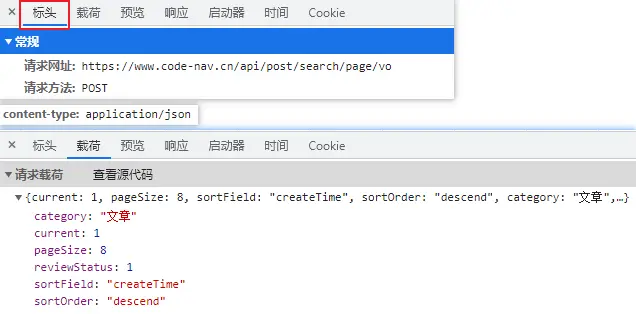 × 标头 载荷 预览 响应 启动器 时间 Cookie
▼常规
请求网址: https://www.code-nav.cn/api/post/search/page/vo
请求方法: POST
content-type: application/json
× 标头 载荷 预览 响应 启动器 时间 Cookie
▼请求载荷 查看源代码
▼{current: 1, pageSize: 8, sortField: "createTime", sortOrder: "descend", category: "文章",…}
category: "文章"
current: 1
pageSize: 8
reviewStatus: 1
sortField: "createTime"
sortOrder: "descend"